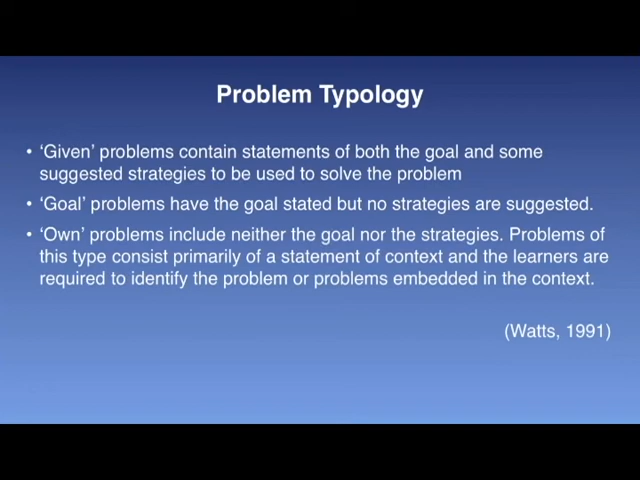 Problem Typology
• ‘Given’ problems contain statements of both the goal and some
suggested strategies to be used to solve the problem
• ‘Goal’ problems have the goal stated but no strategies are suggested.
• ‘Own’ problems include neither the goal nor the strategies. Problems of
this type consist primarily of a statement of context and the learners are
required to identify the problem or problems embedded in the context.
(Watts, 1991)